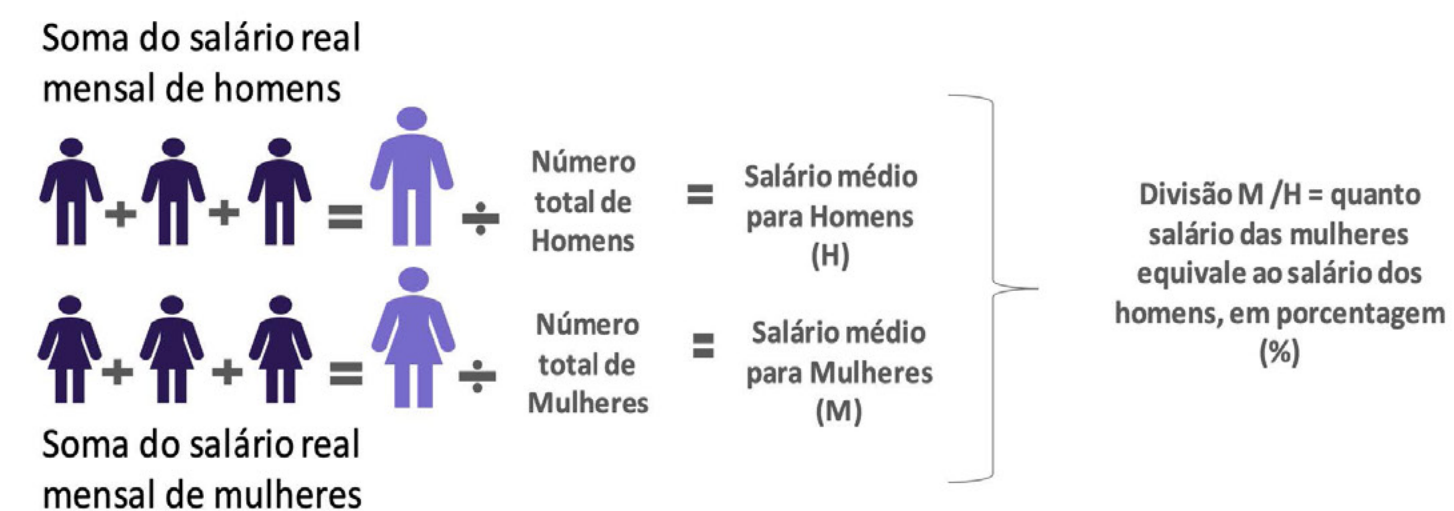 Soma do salário real
mensal de homens
+ + = ÷
Número
total de
Homens
=
Salário médio
para Homens
(H)
+ + = ÷
Número
total de
Mulheres
=
Salário médio
para Mulheres
(M)
Soma do salário real
mensal de mulheres
Divisão M /H = quanto
salário das mulheres
equivale ao salário dos
homens, em porcentagem
(%)